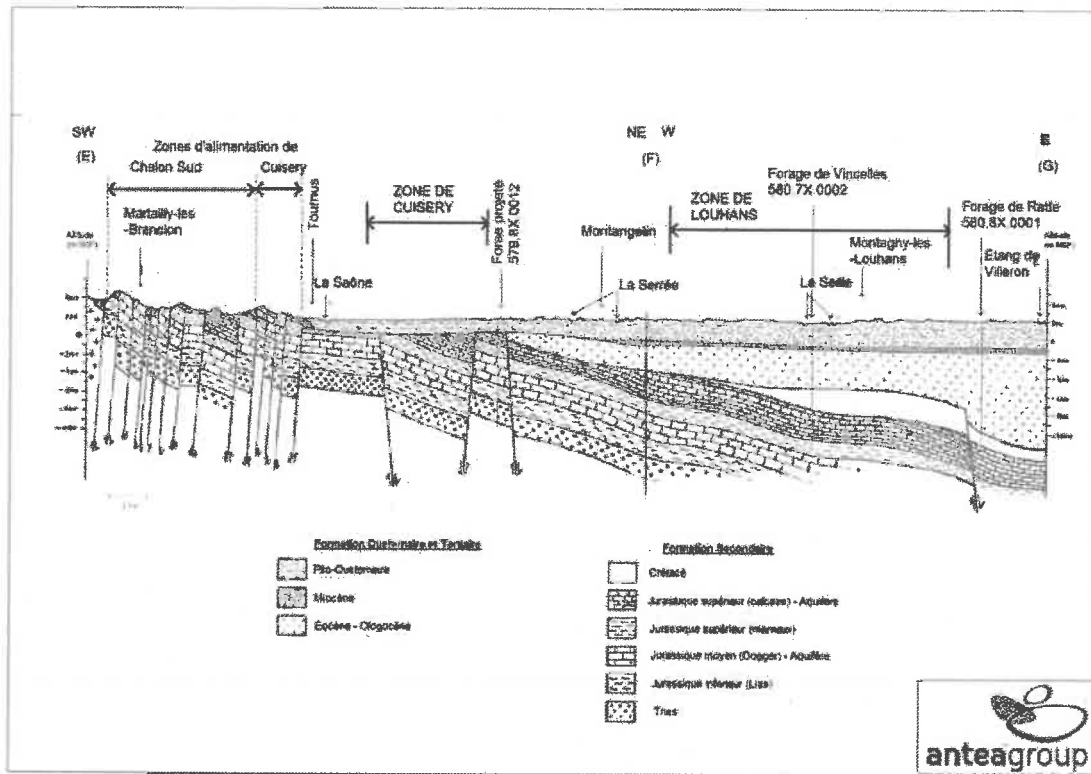 SW
NE W
E
(E)
Zones d'alimentation de
(F)
(G)
Chalon Sud
Cuisery
Forage de Vincelles
580.7X 0002
Martailly-les
-Brancion
Tournus
ZONE DE
CUISERY
Forage projeté
579.8X 0012
ZONE DE
LOUHANS
Forage de Ratte
580.8X 0001
Montangelin
Montagny-les
-Louhans
Etang de
Villeron
Altitude
Altitude
La Saône
La Serrée
La Seille
Formation Quaternaire et Tertiaire
Plio-Quaternaire
Miocène
Eocène - Oligocène
Formation Secondaire
Crétacé
Jurassique supérieur (calcaire) - Aquifère
Jurassique supérieur (marneux)
Jurassique moyen (Dogger) - Aquifère
Jurassique inférieur (Lias)
Trias
anteagroup